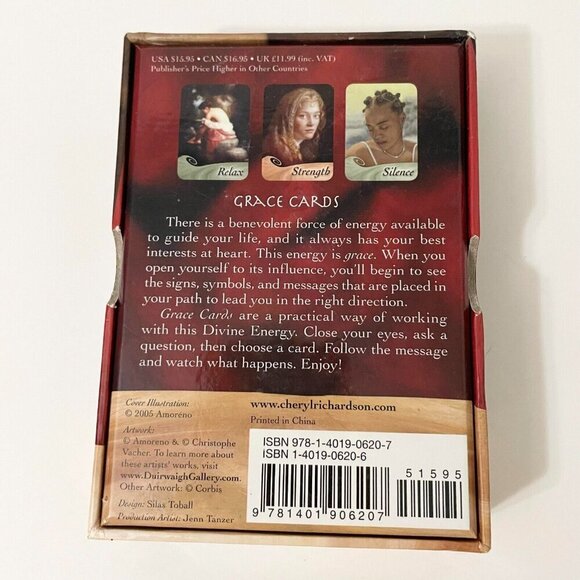 USA $15.95 • CAN $16.95 • UK £11.99 (inc. VAT)
Publisher's Price Higher in Other Countries
Relax
Strength
Silence
GRACE CARDS
There is a benevolent force of energy available
to guide your life, and it always has your best
interests at heart. This energy is grace. When you
open yourself to its influence, you'll begin to see
the signs, symbols, and messages that are placed in
your path to lead you in the right direction.
Grace Cards are a practical way of working
with this Divine Energy. Close your eyes, ask a
question, then choose a card. Follow the message
and watch what happens. Enjoy!
Cover Illustration:
© 2005 Amoreno
Artwork:
© Amoreno &. © Christophe
Vacher. To learn more about
these artists' works, visit
www.DuirwaighGallery.com.
Other Artwork: © Corbis
Design: Silas Toball
Production Artist: Jenn Tanzer
www.cherylrichardson.com
Printed in China
ISBN 978-1-4019-0620-7
ISBN 1-4019-0620-6
51595
9 781401 906207